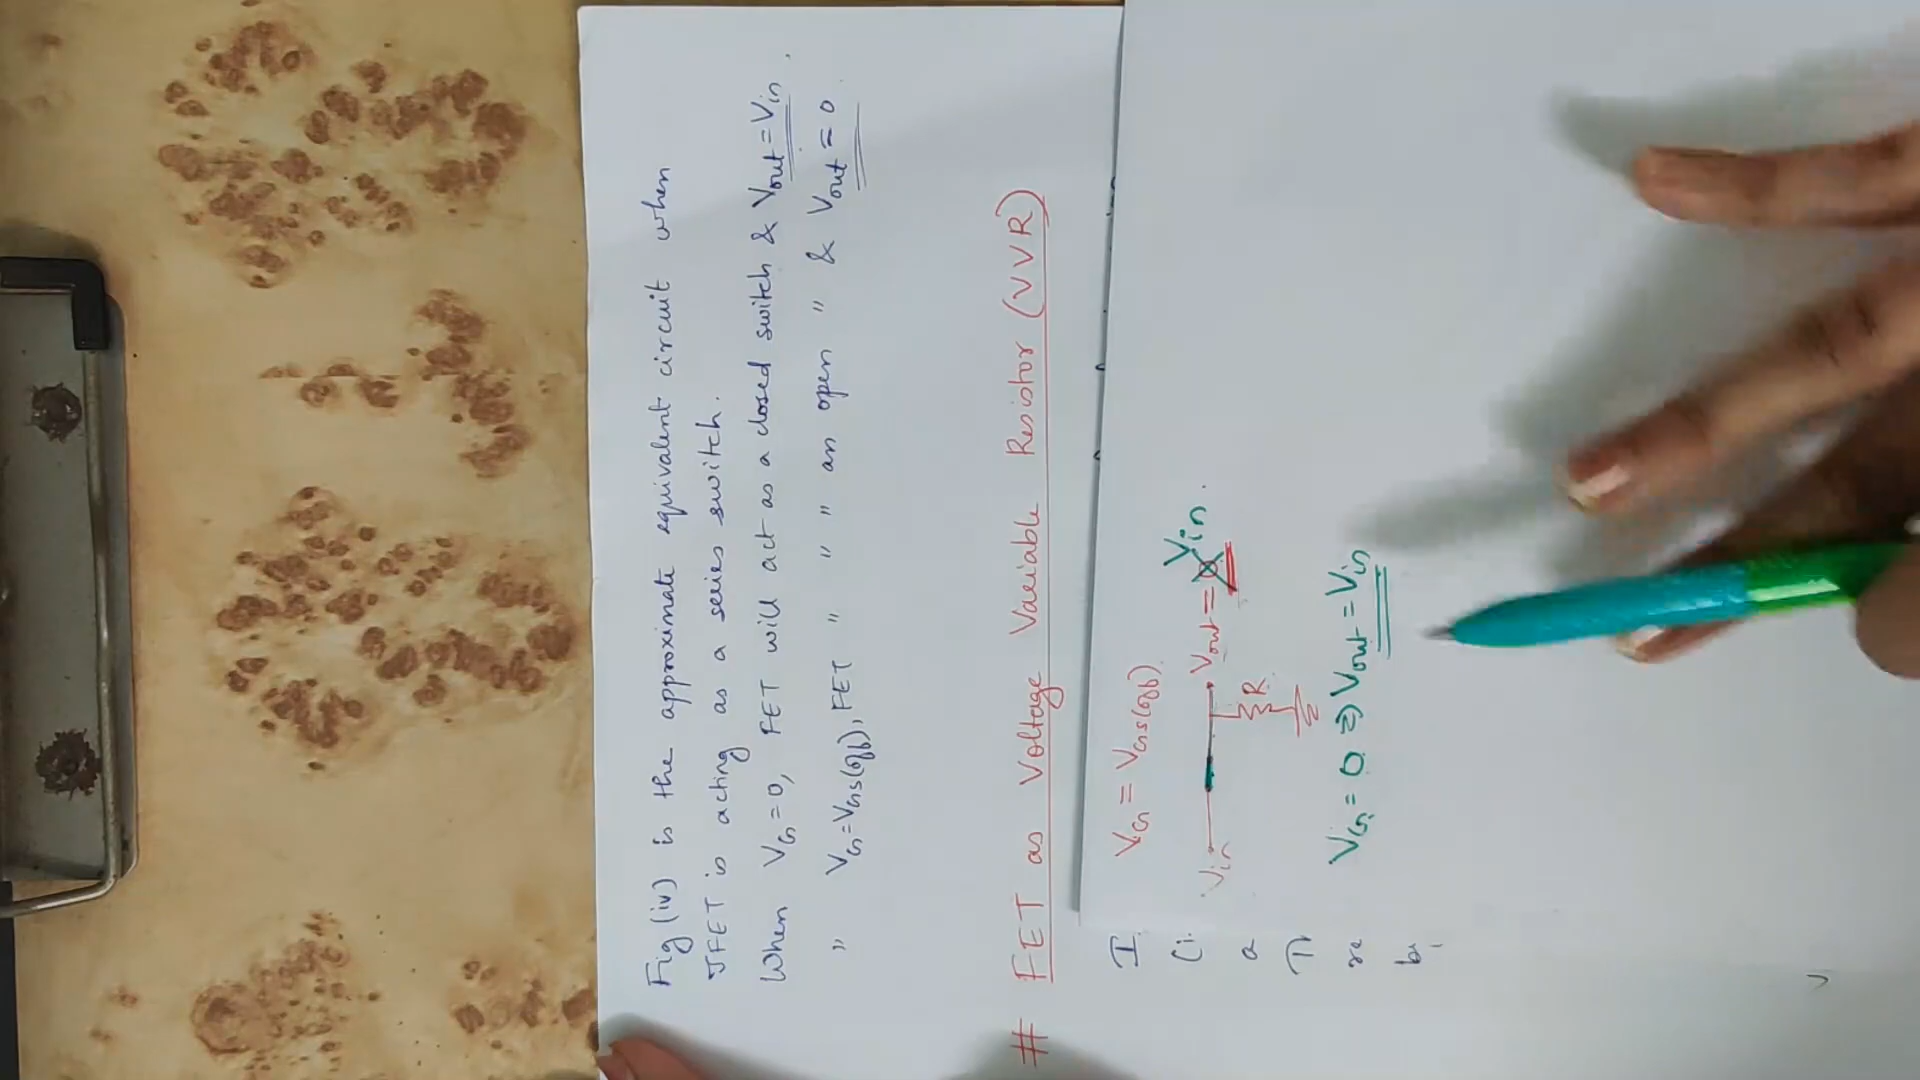 Fig(iv) is the approximate equivalent circuit when
JFET is acting as a series switch.
When VG = 0, FET will act as a closed switch & Vout = Vin.
" VG = VGS(off), FET " " " an open " & Vout = 0
# FET as Voltage Variable Resistor (VVR)
I
(i
a
b
VG = VGS(off)
Vin Vout = 0 Vin.
R
VG = 0 ⇒ Vout = Vin